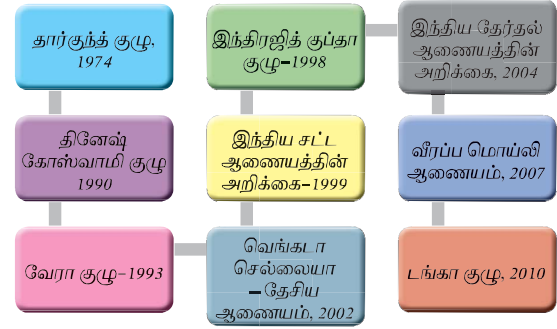 தார்குந்த் குழு,
1974
தினேஷ்
கோஸ்வாமி குழு
1990
வேரா குழு–1993
இந்திரஜித் குப்தா
குழு–1998
இந்திய சட்ட
ஆணையத்தின்
அறிக்கை–1999
வெங்கடா
செல்லையா
–தேசிய
ஆணையம், 2002
இந்திய தேர்தல்
ஆணையத்தின்
அறிக்கை, 2004
வீரப்ப மொய்லி
ஆணையம், 2007
டங்கா குழு, 2010